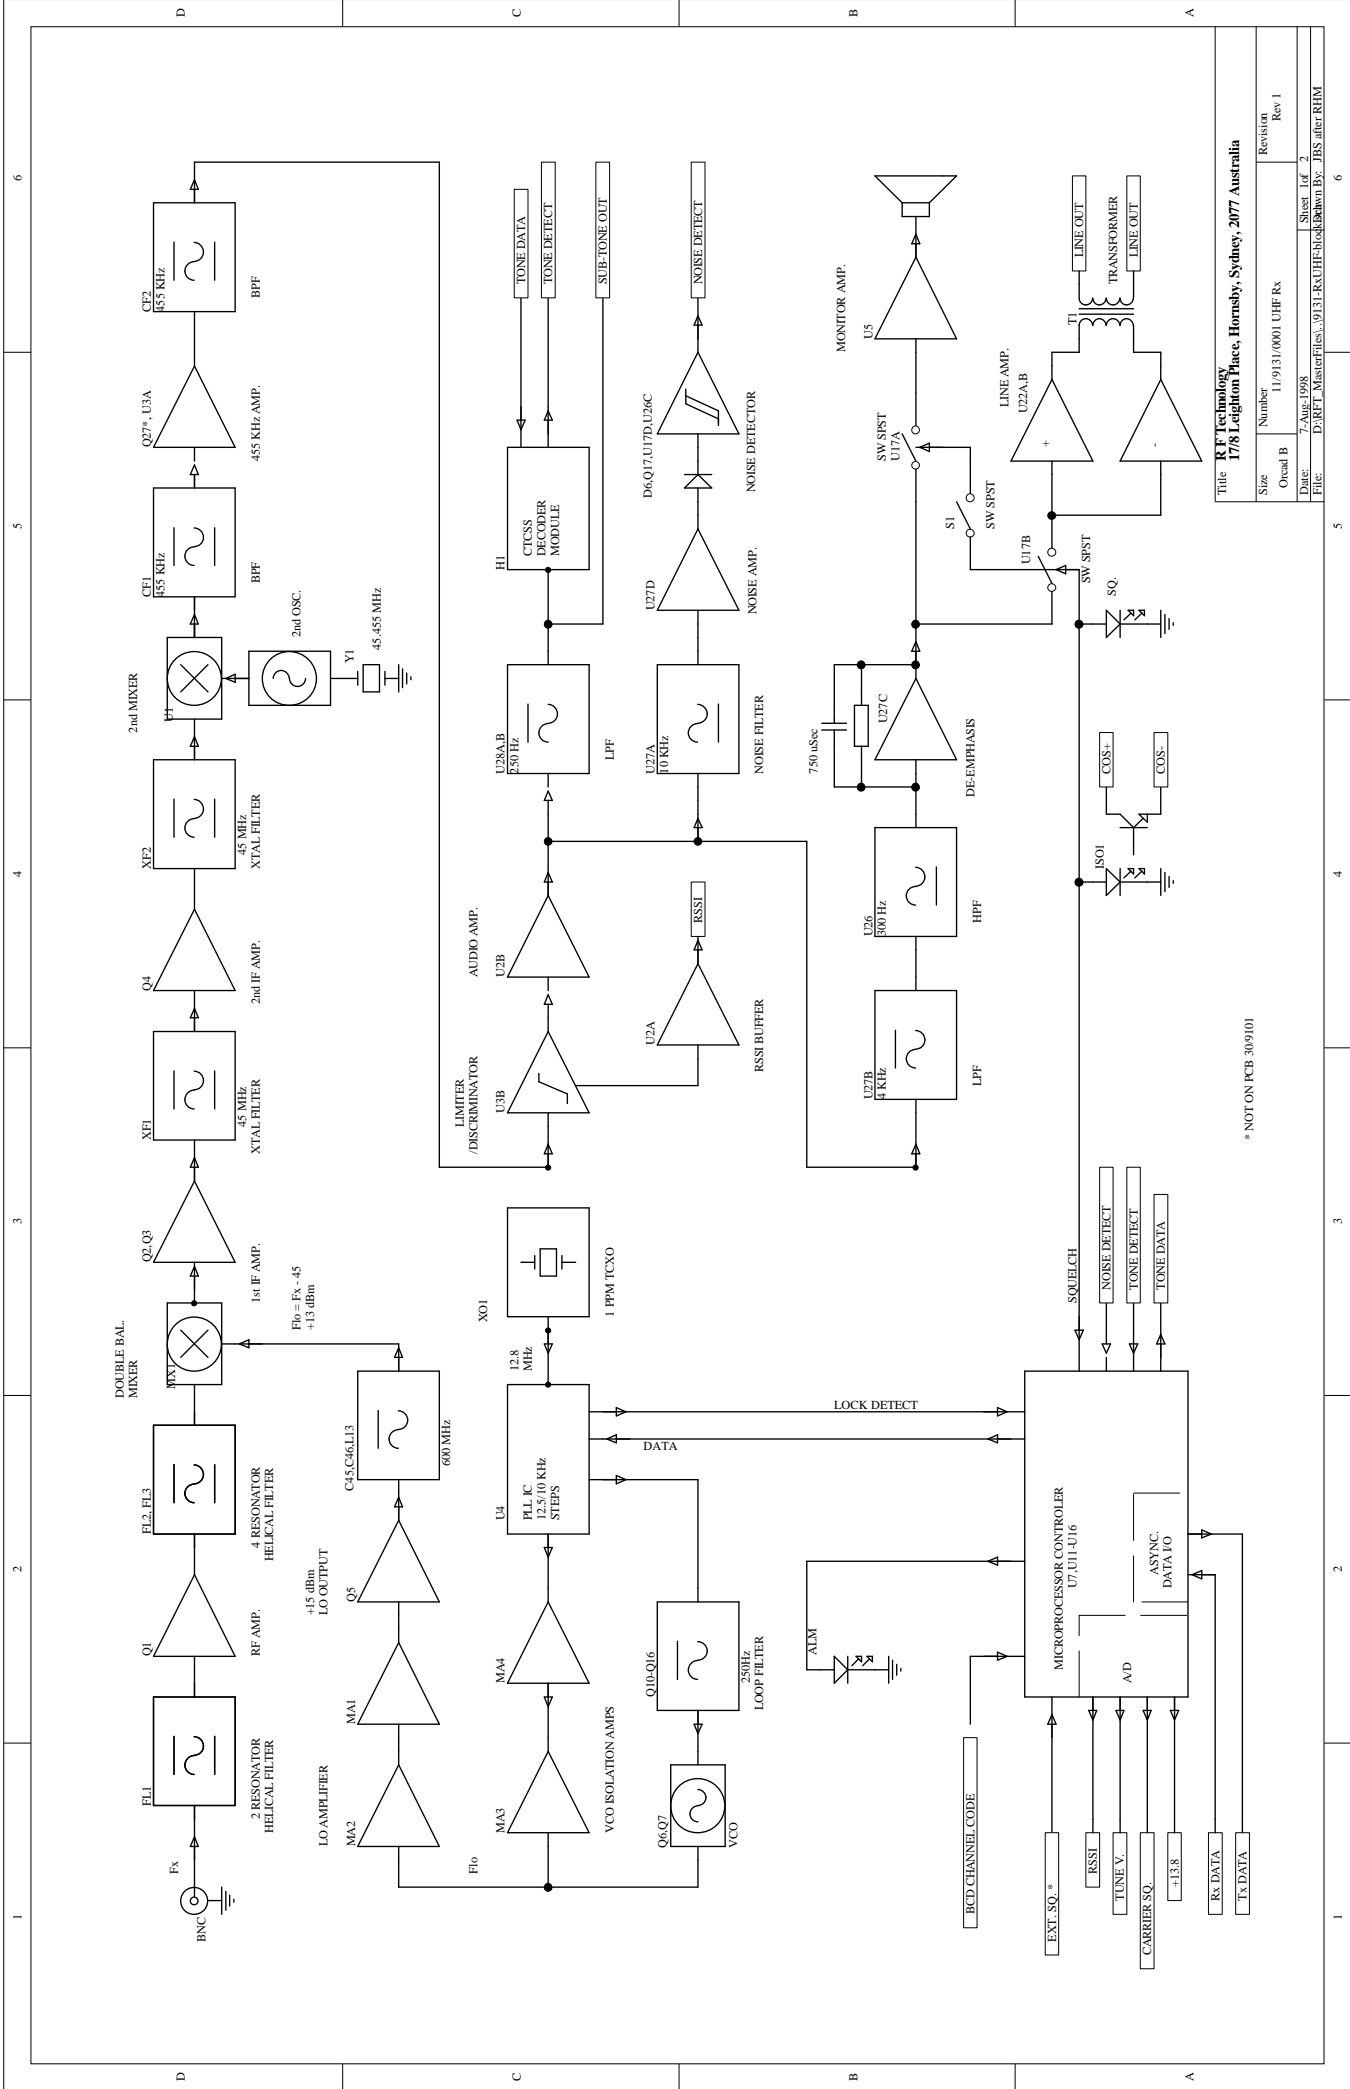 D
C
B
A
1
2
3
4
5
6
BNC
Fx
FL1
2 RESONATOR
HELICAL FILTER
Q1
RF AMP.
FL2, FL3
4 RESONATOR
HELICAL FILTER
DOUBLE BAL.
MIXER
MX1
Flo = Fx - 45
+13 dBm
Q2,Q3
1st IF AMP.
XF1
45 MHz
XTAL FILTER
Q4
2nd IF AMP.
XF2
45 MHz
XTAL FILTER
2nd MIXER
U1
2nd OSC.
Y1
45.455 MHz
CF1
455 KHz
BPF
Q27*, U3A
455 KHz AMP.
CF2
455 KHz
BPF
LO AMPLIFIER
MA2
MA1
+15 dBm
LO OUTPUT
Q5
C45,C46,L13
600 MHz
Flo
MA3
MA4
VCO ISOLATION AMPS
U4
PLL IC
12.5/10 KHz
STEPS
12.8
MHz
XO1
1 PPM TCXO
Q6,Q7
VCO
Q10-Q16
250Hz
LOOP FILTER
LOCK DETECT
DATA
LIMITER
/DISCRIMINATOR
U3B
AUDIO AMP.
U2B
U2A
RSSI BUFFER
RSSI
U28A,B
250 Hz
LPF
H1
CTCSS
DECODER
MODULE
TONE DATA
TONE DETECT
SUB-TONE OUT
U27A
10 KHz
NOISE FILTER
U27D
NOISE AMP.
D6,Q17,U17D,U26C
NOISE DETECTOR
NOISE DETECT
U27B
4 KHz
LPF
U26
300 Hz
HPF
750 uSec
U27C
DE-EMPHASIS
SW SPST
U17A
S1
SW SPST
MONITOR AMP.
U5
U17B
SW SPST
LINE AMP.
U22A,B
+
-
T1
TRANSFORMER
LINE OUT
LINE OUT
SQ.
ISO1
COS+
COS-
ALM
BCD CHANNEL CODE
MICROPROCESSOR CONTROLER
U7,U11-U16
A/D
ASYNC.
DATA I/O
EXT. SQ. *
RSSI
TUNE V.
CARRIER SQ.
+13.8
Rx DATA
Tx DATA
SQUELCH
NOISE DETECT
TONE DETECT
TONE DATA
* NOT ON PCB 30/9101
Title
R F Technology
17/8 Leighton Place, Hornsby, Sydney, 2077 Australia
Size
Orcad B
Number
11/9131/0001 UHF Rx
Revision
Rev 1
Date:
7-Aug-1998
Sheet 1of 2
File:
D:\RFT_MasterFiles\...\9131-RxUHF-block
By: JBS after RHM
1
2
3
4
5
6
D
C
B
A